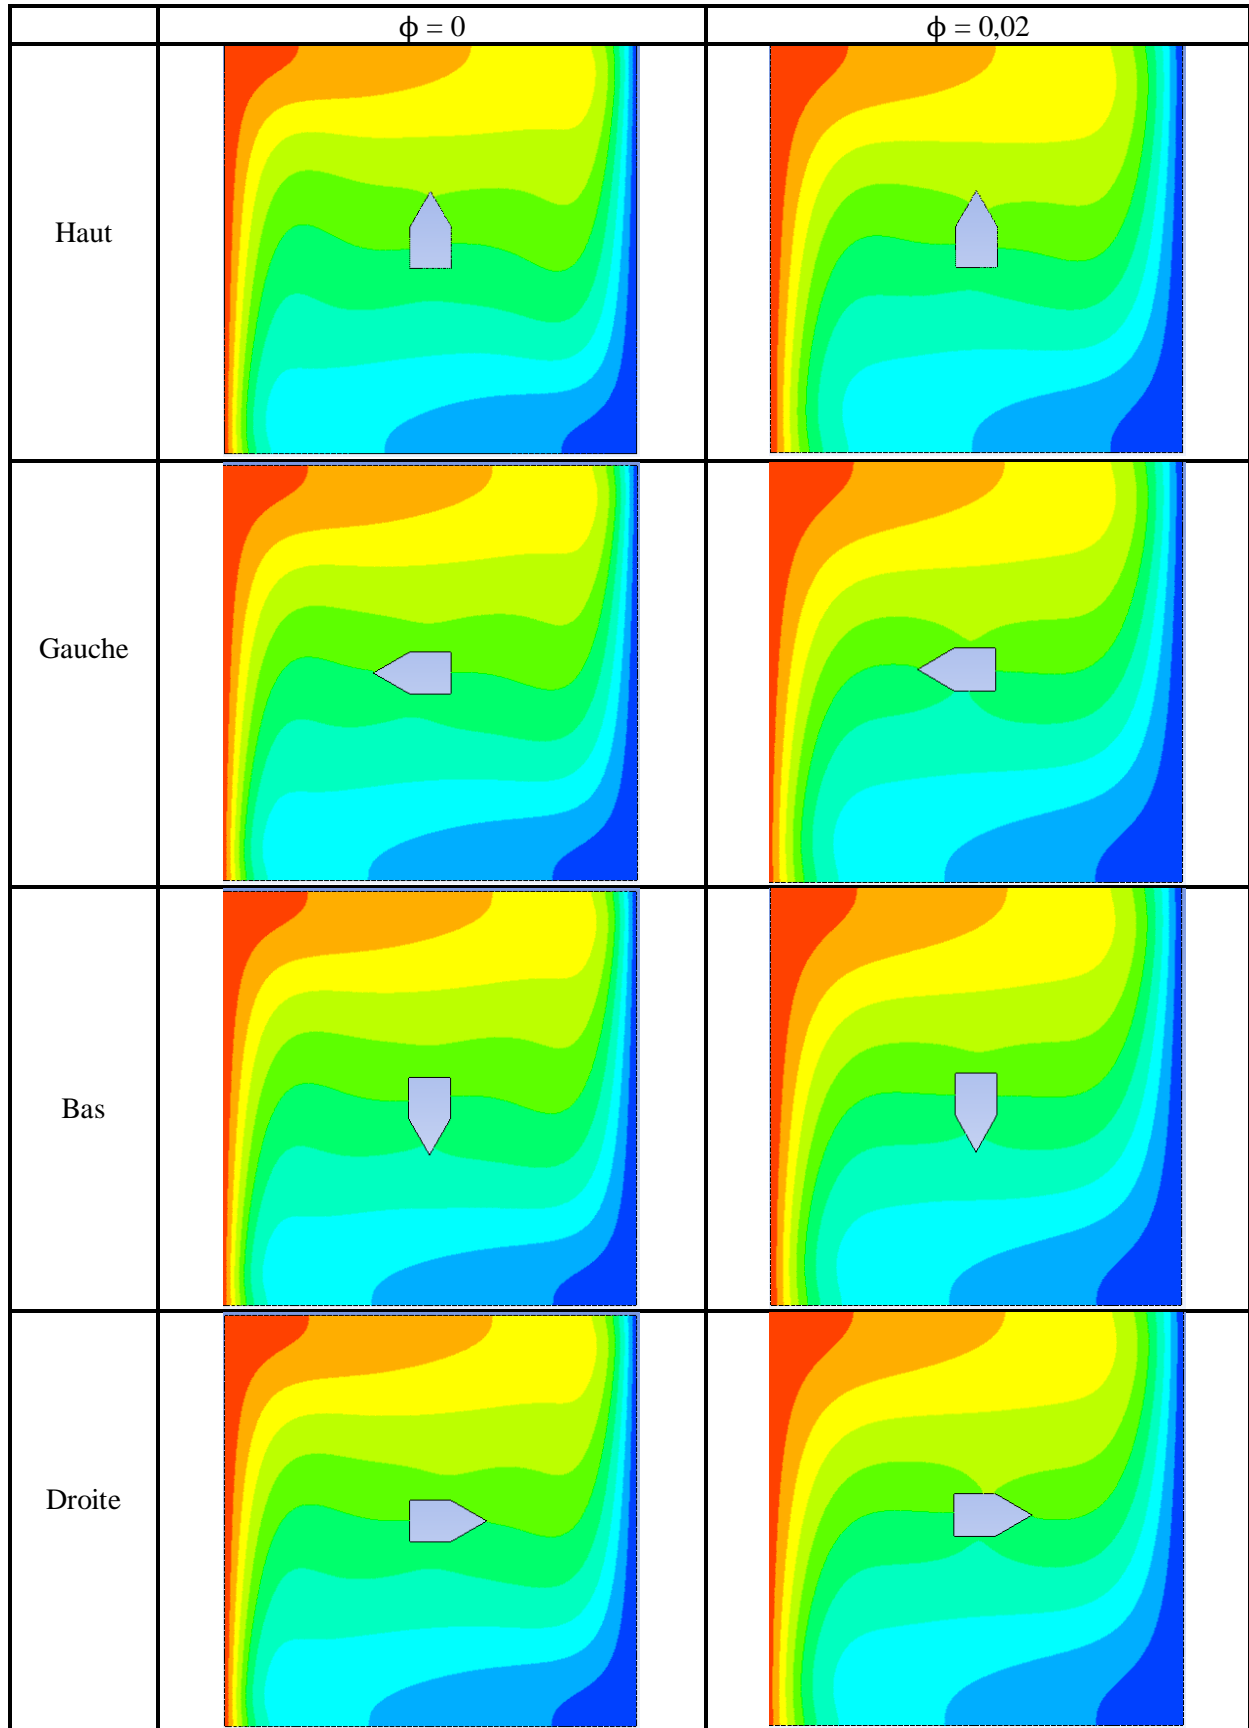 ϕ = 0
ϕ = 0,02
Haut
Gauche
Bas
Droite